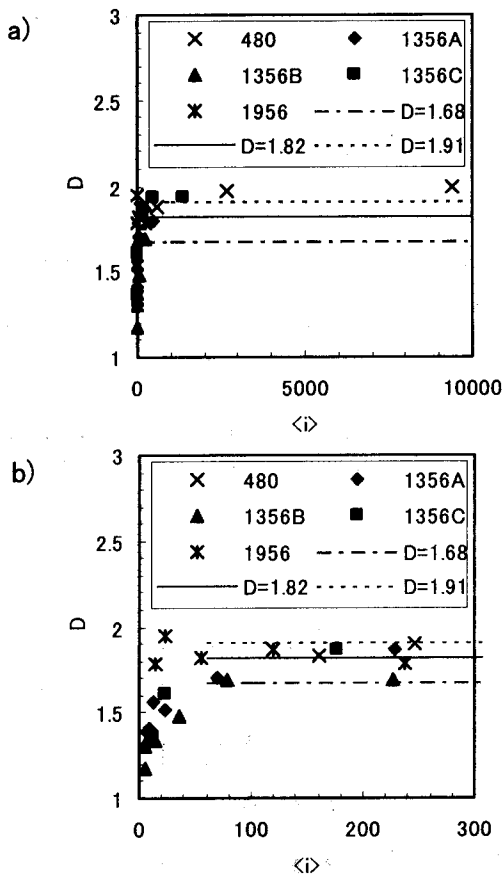 a)
3
2.5
2
1.5
1
D
480
1356A
1356B
1356C
1956
D=1.68
D=1.82
D=1.91
0
5000
10000
<i>
b)
3
2.5
2
1.5
1
D
480
1356A
1356B
1356C
1956
D=1.68
D=1.82
D=1.91
0
100
200
300
<i>